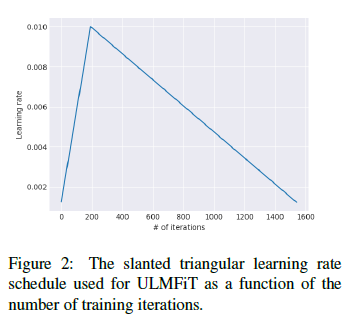 0.010
0.008
0.006
0.004
0.002
Learning rate
0 200 400 600 800 1000 1200 1400 1600
# of iterations
Figure 2: The slanted triangular learning rate
schedule used for ULMFiT as a function of the
number of training iterations.